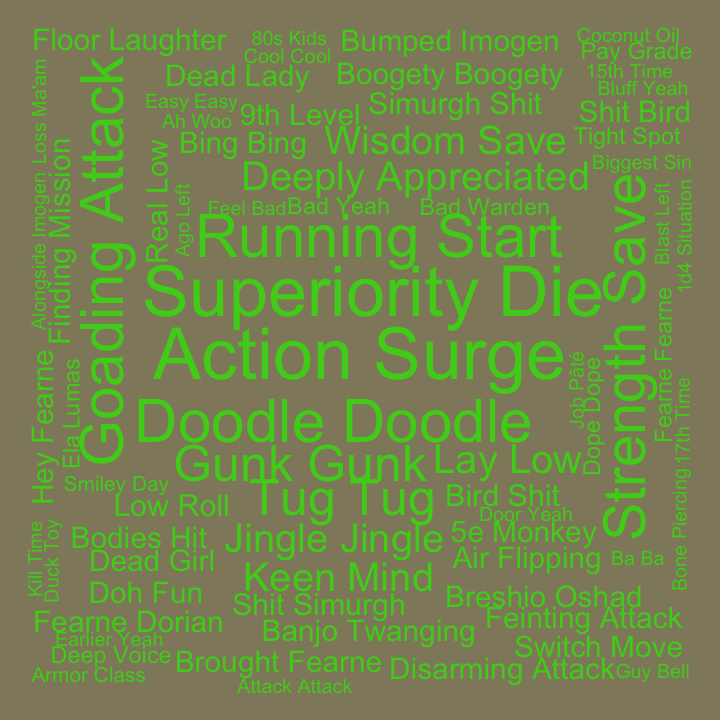 Floor Laughter
80s Kids
Bumped Imogen
Coconut Oil
Cool Cool
Pay Grade
Dead Lady
Boogety Boogety
15th Time
Bluff Yeah
Easy Easy
9th Level
Simurgh Shit
Shit Bird
Ah Woo
Bing Bing
Wisdom Save
Tight Spot
Biggest Sin
Deeply Appreciated
Loss Ma'am
Goading Attack
Finding Mission
Real Low
Ago Left
Feel Bad
Bad Yeah
Bad Warden
Blast Left
1d4 Situation
Alongside Imogen
Running Start
Strength Save
Superiority Die
Action Surge
Fearne Fearne
Hey Fearne
Ela Lumas
Job Pâté
Dope Dope
17th Time
Doodle Doodle
Gunk Gunk
Lay Low
Smiley Day
Tug Tug
Bird Shit
Low Roll
Door Yeah
Bone Piercing
Kill Time
Duck Toy
Bodies Hit
Jingle Jingle
5e Monkey
Dead Girl
Air Flipping
Ba Ba
Keen Mind
Doh Fun
Shit Simurgh
Breshio Oshad
Fearne Dorian
Banjo Twanging
Feinting Attack
Earlier Yeah
Switch Move
Deep Voice
Brought Fearne
Disarming Attack
Guy Bell
Armor Class
Attack Attack